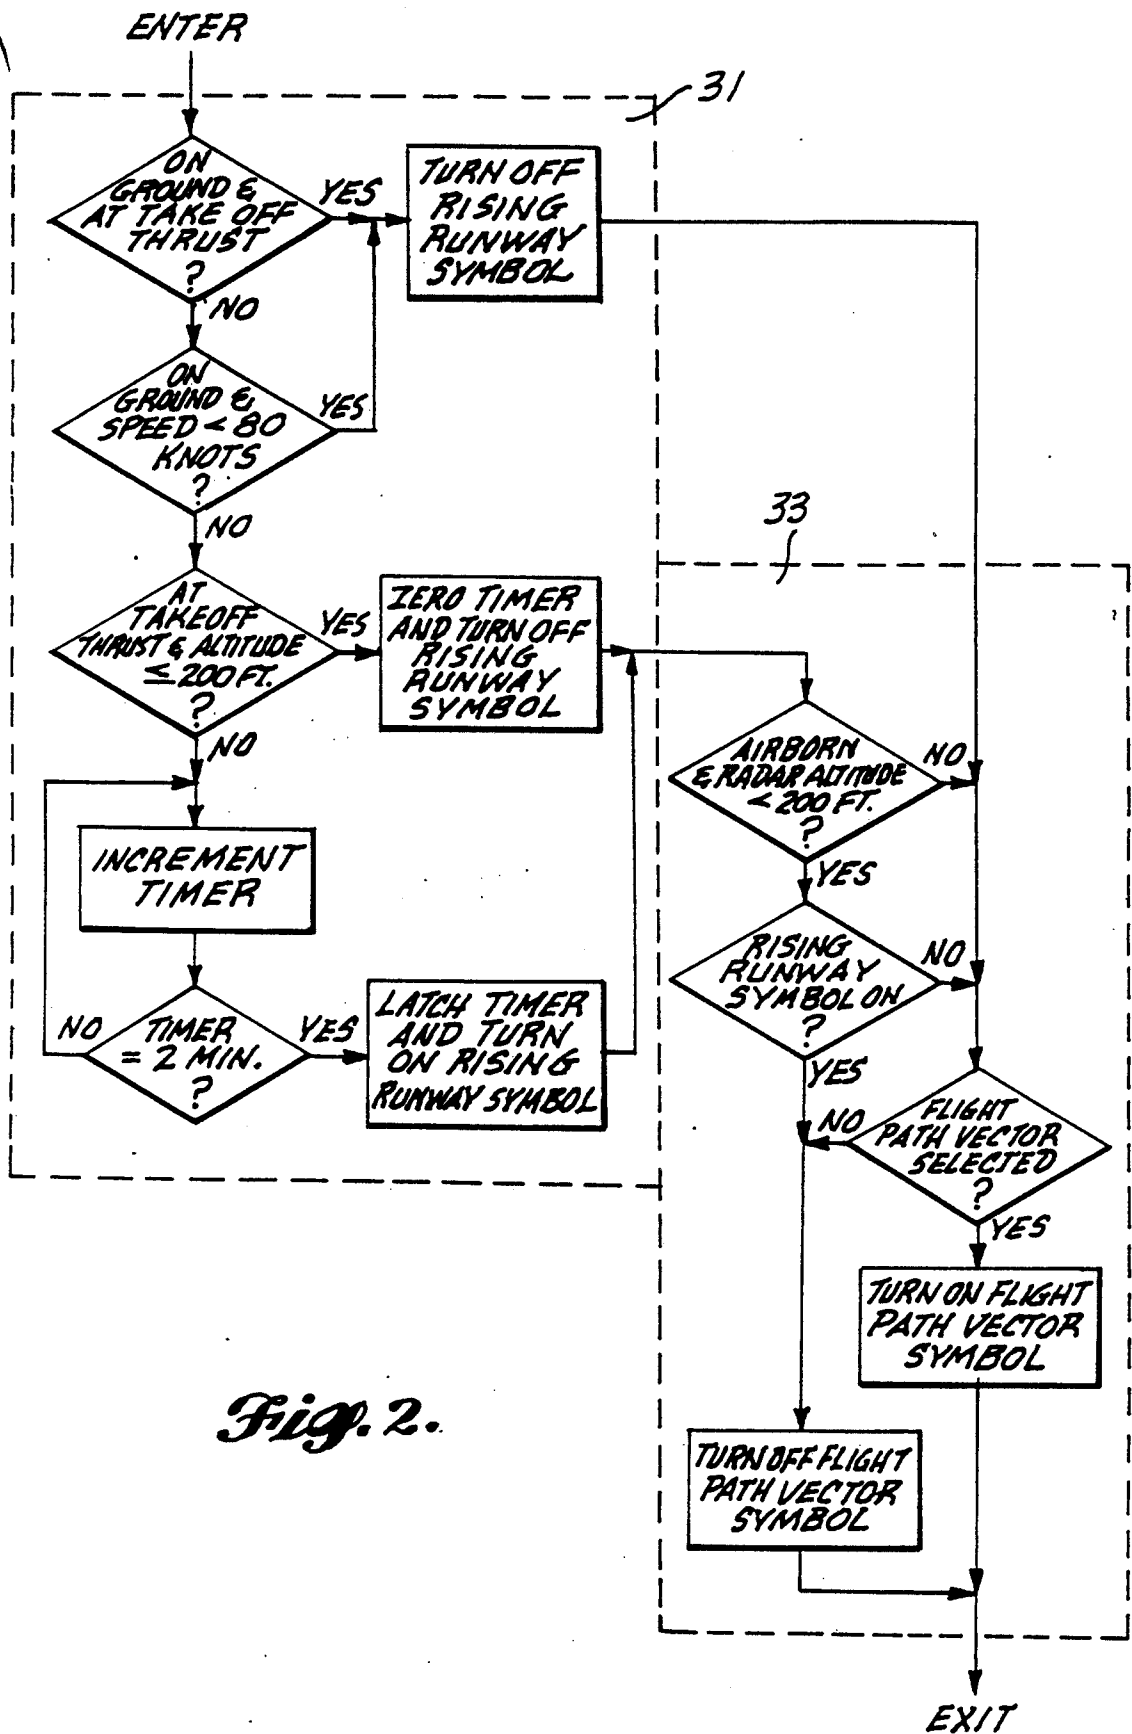 ENTER
31
ON
GROUND &
AT TAKE OFF
THRUST
?
YES
TURN OFF
RISING
RUNWAY
SYMBOL
NO
ON
GROUND &
SPEED < 80
KNOTS
?
YES
NO
33
AT
TAKEOFF
THRUST & ALTITUDE
≤ 200 FT.
?
YES
ZERO TIMER
AND TURN OFF
RISING
RUNWAY
SYMBOL
NO
AIRBORN
& RADAR ALTITUDE
< 200 FT.
?
NO
YES
INCREMENT
TIMER
RISING
RUNWAY
SYMBOL ON
?
NO
YES
TIMER
= 2 MIN.
?
NO
YES
LATCH TIMER
AND TURN
ON RISING
RUNWAY SYMBOL
FLIGHT
PATH VECTOR
SELECTED
?
NO
YES
TURN ON FLIGHT
PATH VECTOR
SYMBOL
Fig. 2.
TURN OFF FLIGHT
PATH VECTOR
SYMBOL
EXIT